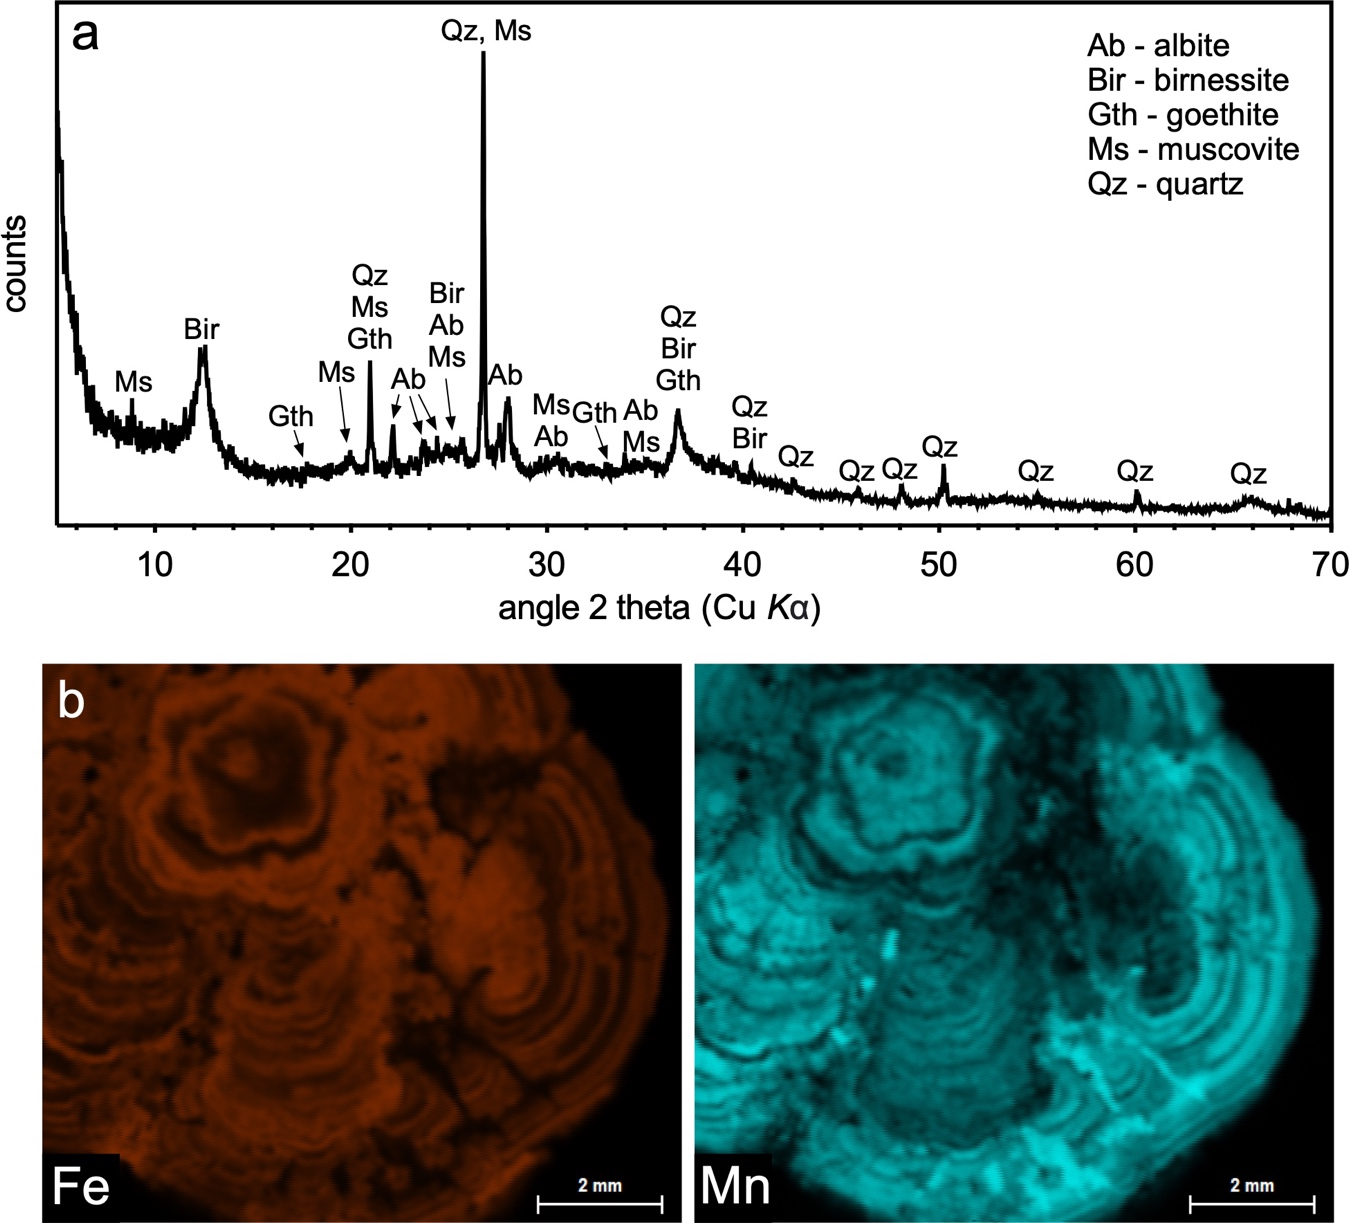 a
Qz, Ms
Ab - albite
Bir - birnessite
Gth - goethite
Ms - muscovite
Qz - quartz
counts
Ms
Bir
Gth
Ms
Qz
Ms
Gth
Ab
Bir
Ab
Ms
Ab
Ms
Ab
Gth
Ab
Ms
Qz
Bir
Gth
Qz
Bir
Qz
Qz
Qz
Qz
Qz
Qz
Qz
10 20 30 40 50 60 70
angle 2 theta (Cu Kα)
b
Fe
2 mm
Mn
2 mm